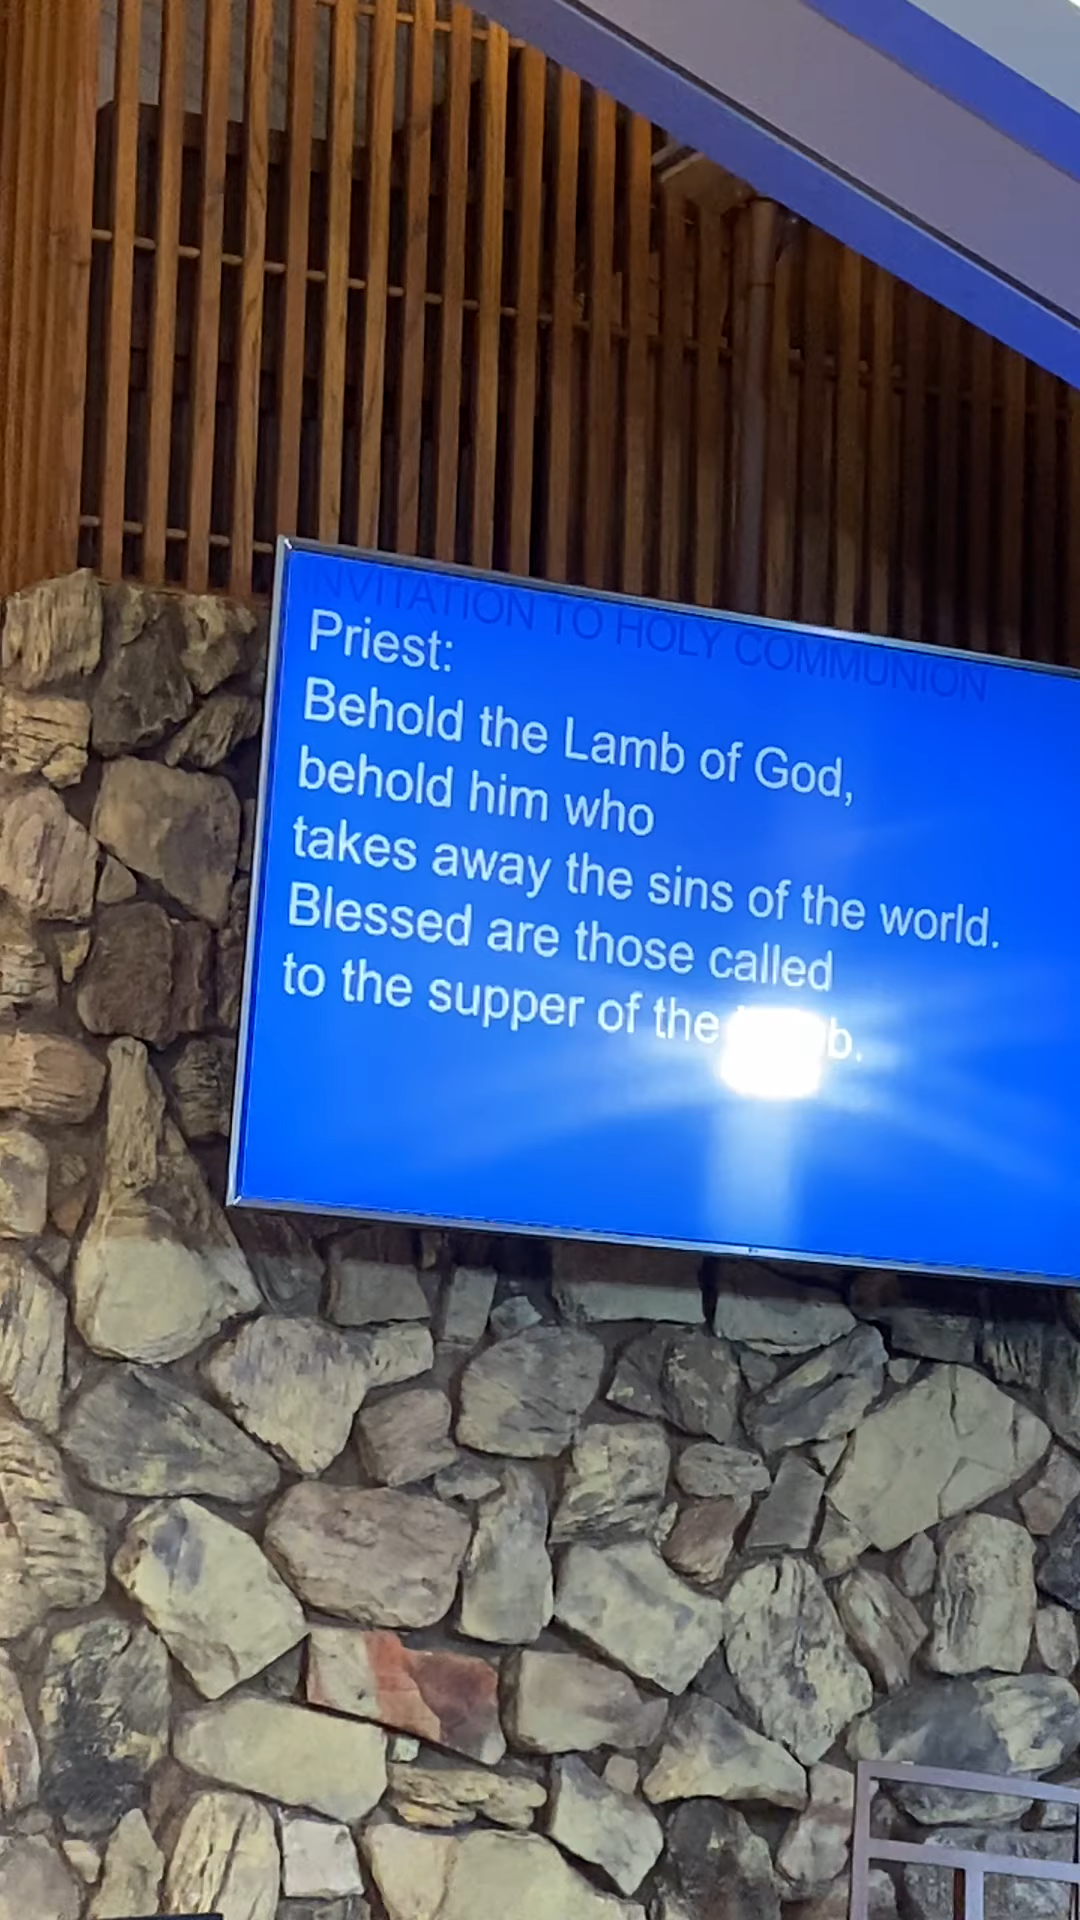 INVITATION TO HOLY COMMUNION
Priest:
Behold the Lamb of God,
behold him who
takes away the sins of the world.
Blessed are those called
to the supper of the